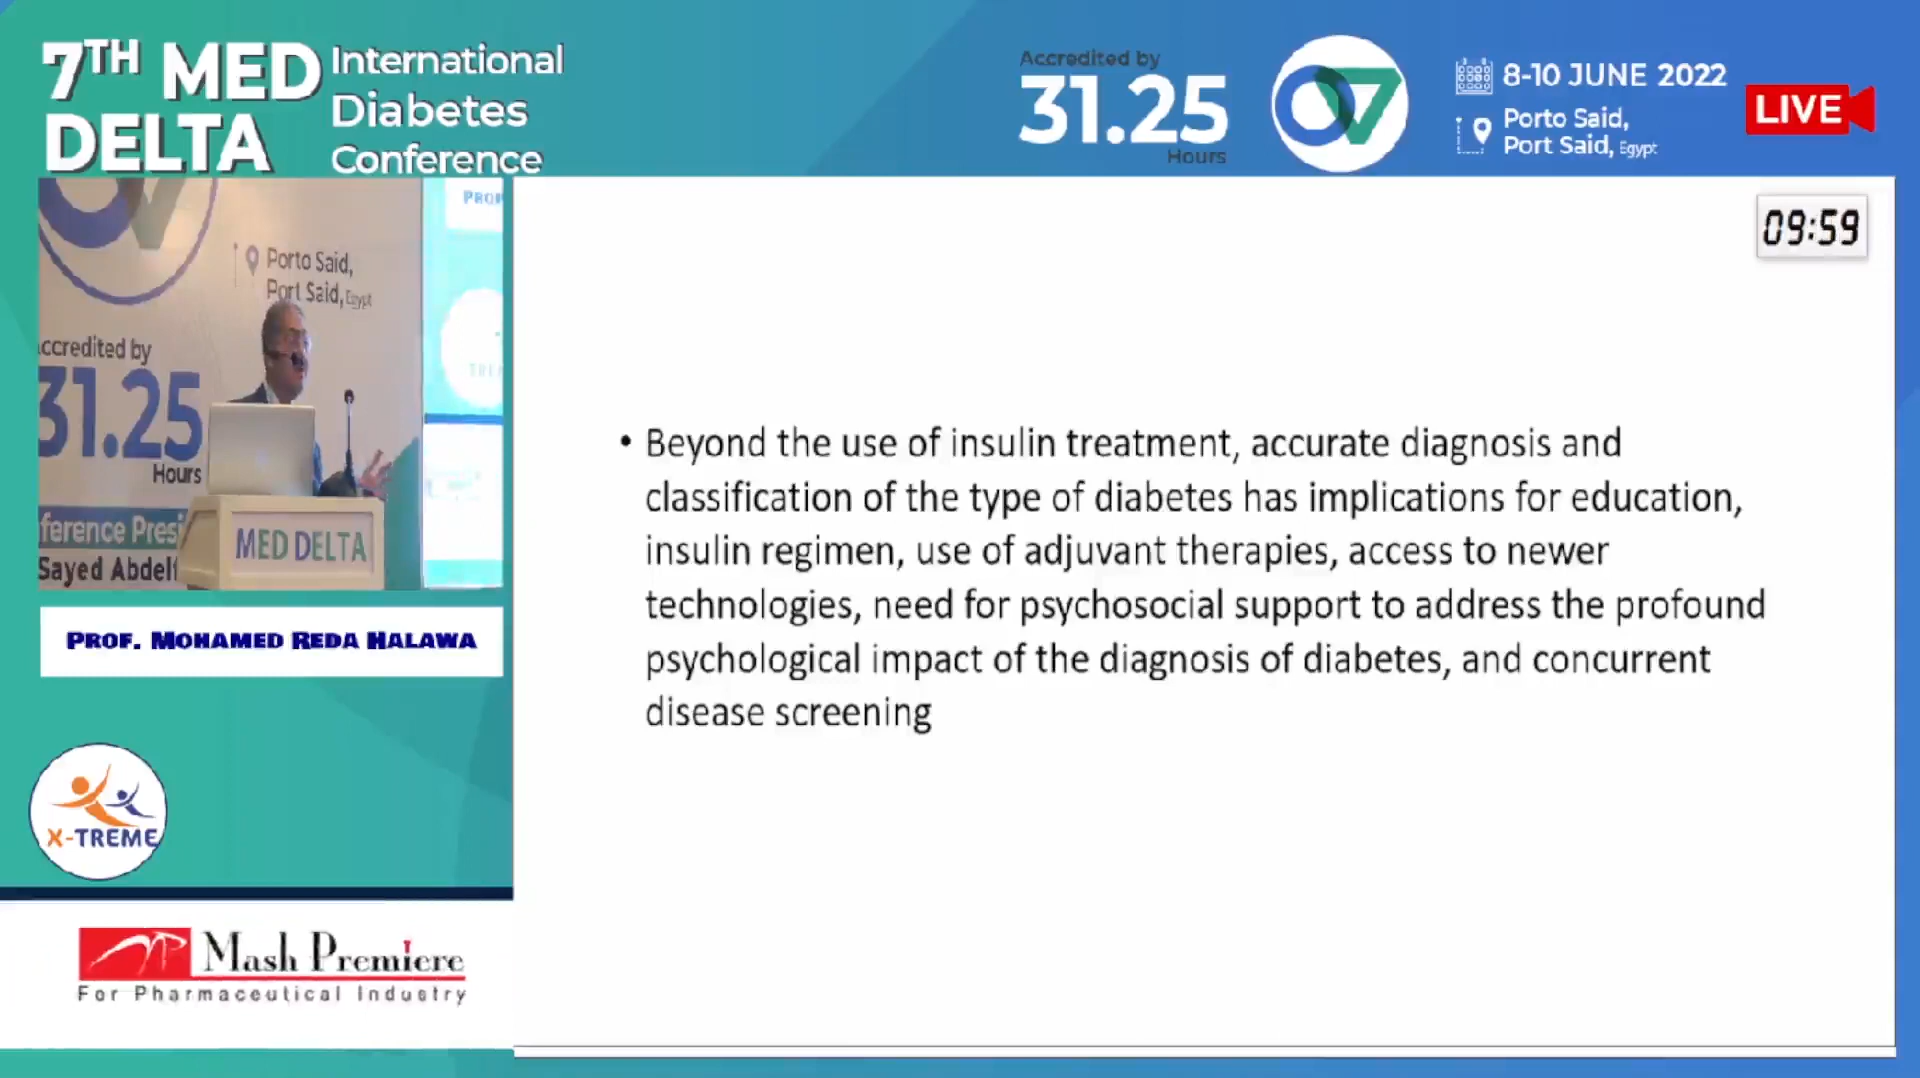 7TH MED
DELTA
International
Diabetes
Conference
Accredited by
31.25
Hours
8-10 JUNE 2022
Porto Said,
Port Said, Egypt
LIVE
09:59
Porto Said,
Port Said, Egypt
ccredited by
31.25
Hours
ference Presi
Sayed Abdel
MED DELTA
PROF. MOHAMED REDA HALAWA
X-TREME
Mash Premiere
For Pharmaceutical Industry
• Beyond the use of insulin treatment, accurate diagnosis and
classification of the type of diabetes has implications for education,
insulin regimen, use of adjuvant therapies, access to newer
technologies, need for psychosocial support to address the profound
psychological impact of the diagnosis of diabetes, and concurrent
disease screening